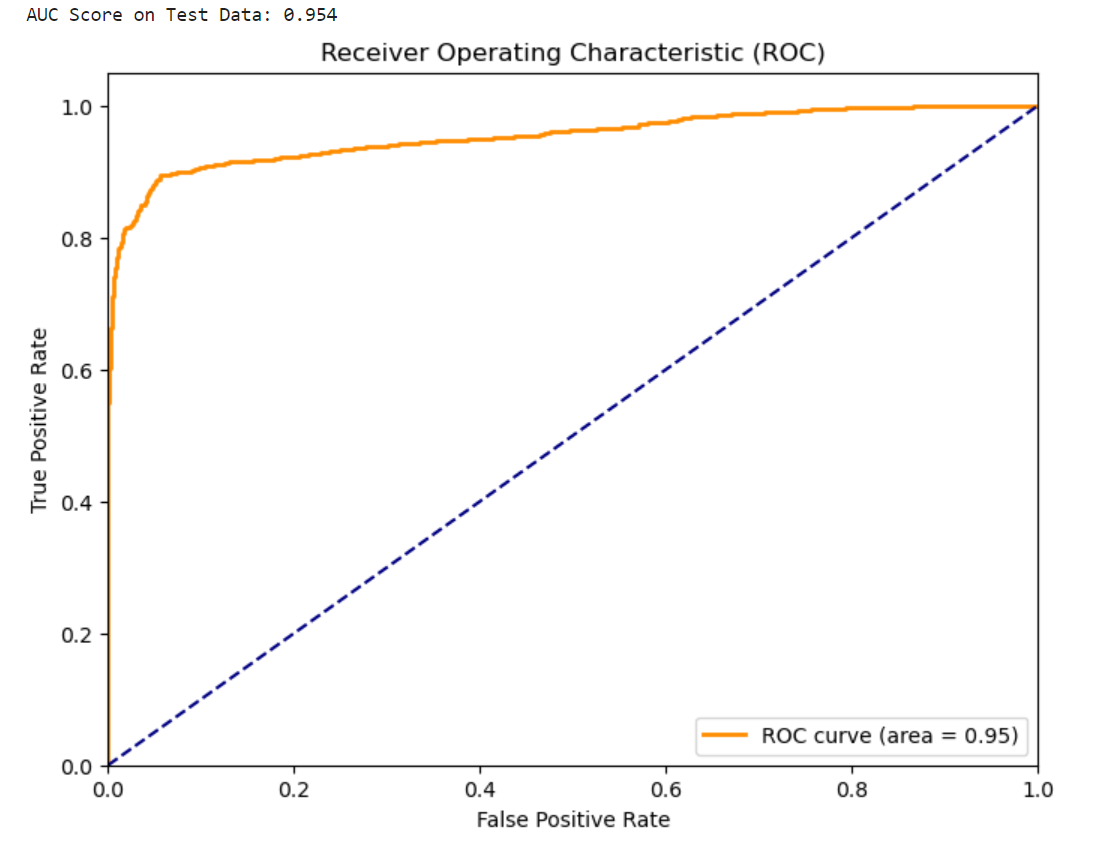 AUC Score on Test Data: 0.954
Receiver Operating Characteristic (ROC)
1.0
0.8
0.6
0.4
0.2
0.0
True Positive Rate
ROC curve (area = 0.95)
0.0 0.2 0.4 0.6 0.8 1.0
False Positive Rate